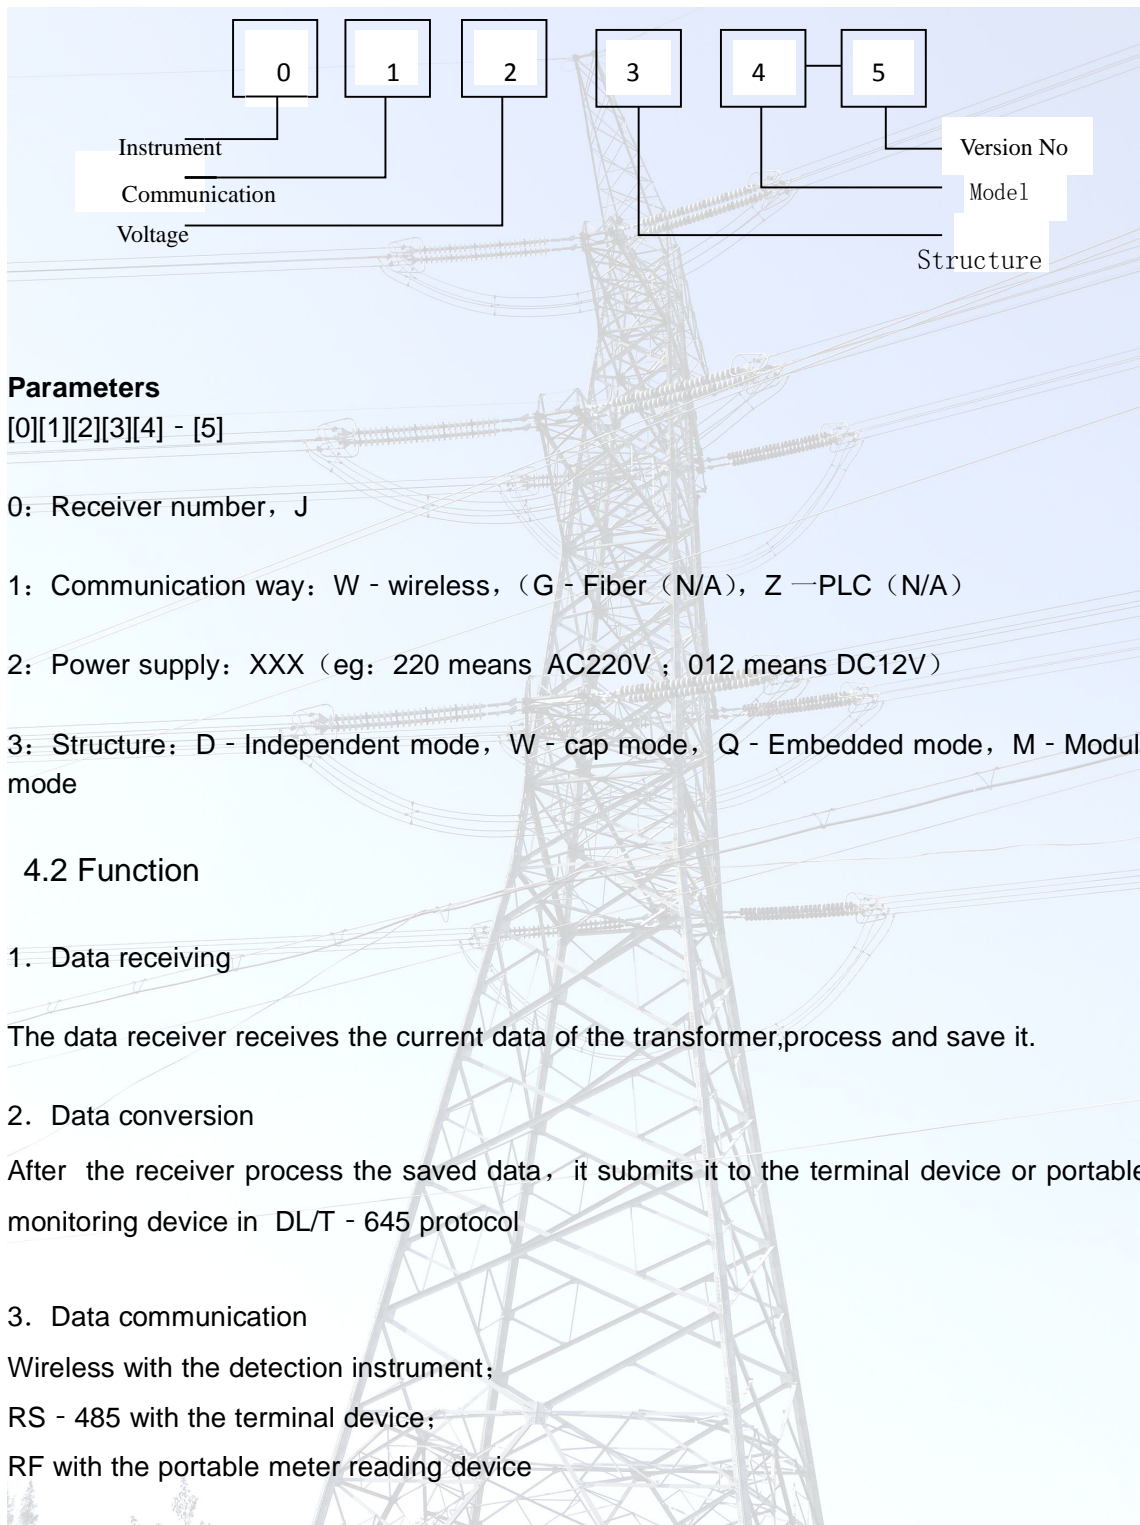 0 1 2 3 4 5
Instrument
Version No
Communication
Model
Voltage
Structure
Parameters
[0][1][2][3][4]﹣[5]
0：Receiver number，J
1：Communication way：W﹣wireless，（G﹣Fiber（N/A），Z 一PLC（N/A）
2：Power supply：XXX（eg：220 means AC220V ；012 means DC12V）
3：Structure：D﹣Independent mode，W﹣cap mode，Q﹣Embedded mode，M﹣Modul
mode
4.2 Function
1．Data receiving
The data receiver receives the current data of the transformer,process and save it.
2．Data conversion
After the receiver process the saved data，it submits it to the terminal device or portable
monitoring device in DL/T﹣645 protocol
3．Data communication
Wireless with the detection instrument；
RS﹣485 with the terminal device；
RF with the portable meter reading device